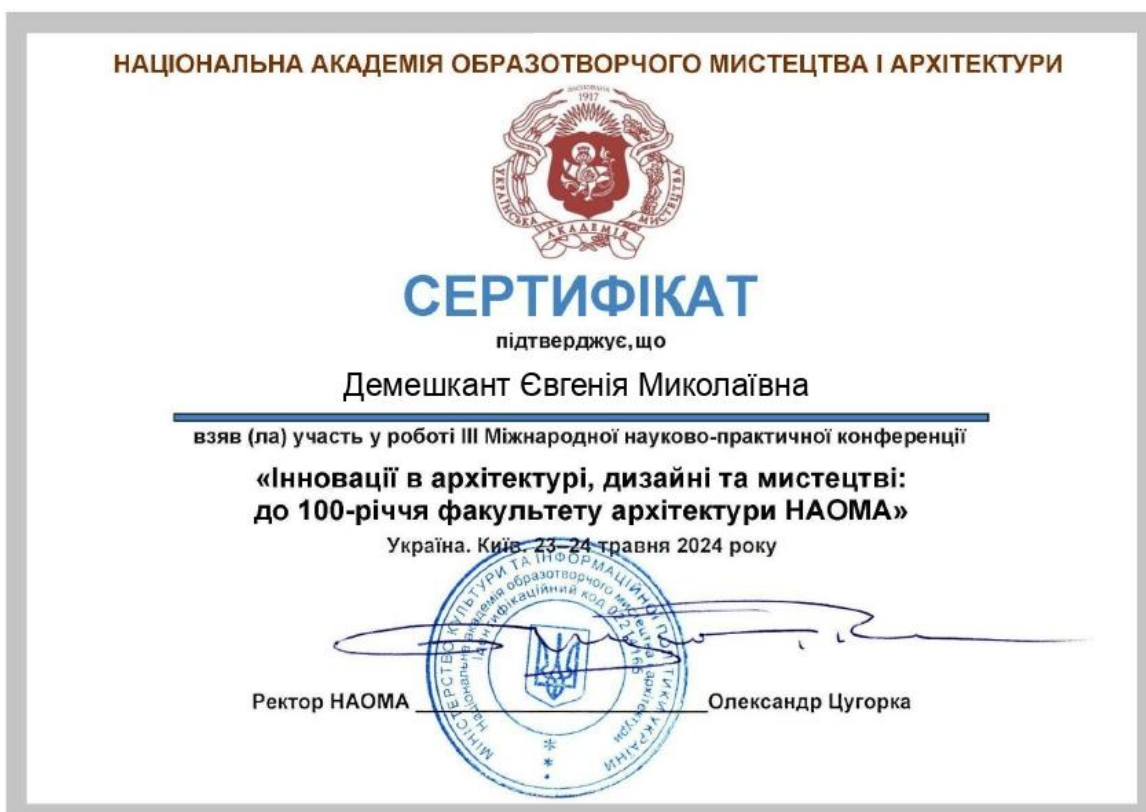 НАЦІОНАЛЬНА АКАДЕМІЯ ОБРАЗОТВОРЧОГО МИСТЕЦТВА І АРХІТЕКТУРИ
ЗАСНОВАНА
1917
УКРАЇНСЬКА АКАДЕМІЯ МИСТЕЦТВА
СЕРТИФІКАТ
підтверджує,що
Демешкант Євгенія Миколаївна
взяв (ла) участь у роботі ІІІ Міжнародної науково-практичної конференції
«Інновації в архітектурі, дизайні та мистецтві:
до 100-річчя факультету архітектури НАОМА»
Україна. Київ. 23–24 травня 2024 року
МІНІСТЕРСТВО КУЛЬТУРИ ТА ІНФОРМАЦІЙНОЇ ПОЛІТИКИ УКРАЇНИ
Національна академія образотворчого мистецтва і архітектури
Ідентифікаційний код
Ректор НАОМА Олександр Цугорка